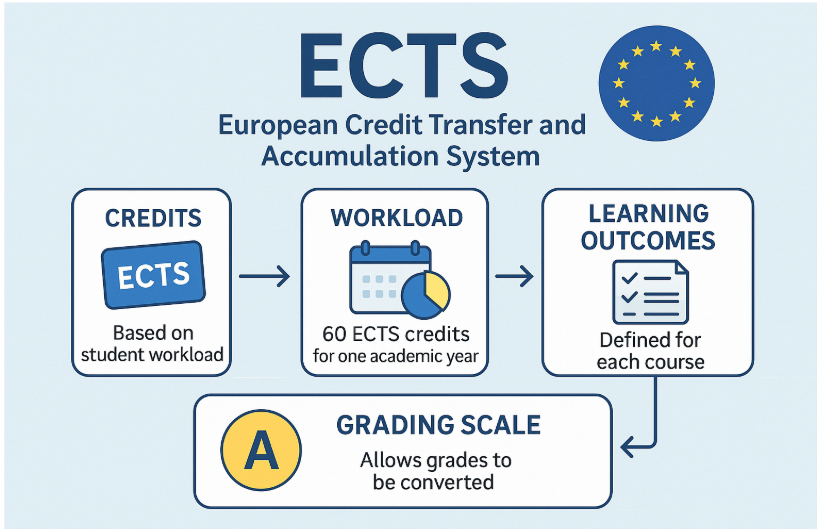 ECTS
European Credit Transfer and
Accumulation System
CREDITS
ECTS
Based on
student workload
WORKLOAD
60 ECTS credits
for one academic year
LEARNING
OUTCOMES
Defined for
each course
A
GRADING SCALE
Allows grades to
be converted